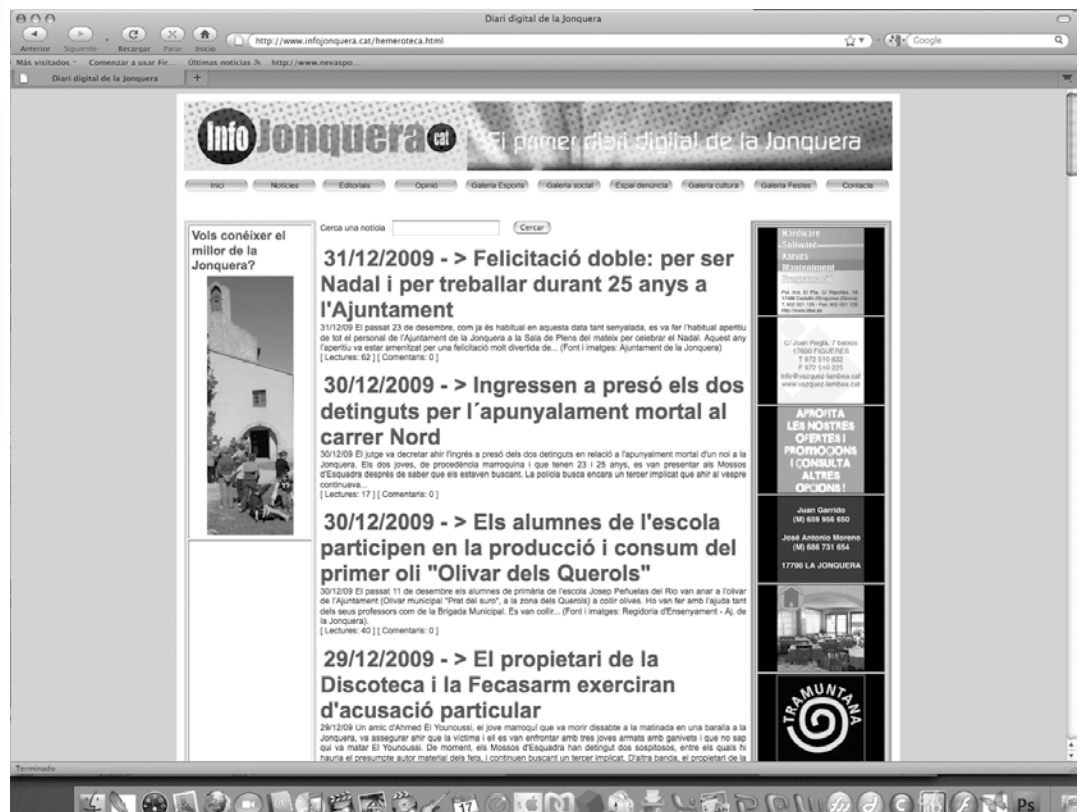 Diari digital de la Jonquera
http://www.infojonquera.cat/hemeroteca.html
Google
Anterior Siguiente Recargar Parar Inicio
Más visitados Comenzar a usar Fir... Últimas noticias http://www.nevaspo...
Diari digital de la Jonquera
InfoJonquera.cat
El primer diari digital de la Jonquera
Inici Notícies Editorials Opinió Galeria Esports Galeria social Espai denúncia Galeria cultura Galeria Festes Contacte
Vols conéixer el
millor de la
Jonquera?
Cerca una notícia Cercar
31/12/2009 - > Felicitació doble: per ser
Nadal i per treballar durant 25 anys a
l'Ajuntament
31/12/09 El passat 23 de desembre, com ja és habitual en aquesta data tant senyalada, es va fer l'habitual aperitiu
de tot el personal de l'Ajuntament de la Jonquera a la Sala de Plens del mateix per celebrar el Nadal. Aquest any
l'aperitiu va estar amenitzat per una felicitació molt divertida de... (Font i imatges: Ajuntament de la Jonquera)
[ Lectures: 62 ] [ Comentaris: 0 ]
30/12/2009 - > Ingressen a presó els dos
detinguts per l´apunyalament mortal al
carrer Nord
30/12/09 El jutge va decretar ahir l'ingrés a presó dels dos detinguts en relació a l'apunyalment mortal d'un noi a la
Jonquera. Els dos joves, de procedència marroquina i que tenen 23 i 25 anys, es van presentar als Mossos
d'Esquadra després de saber que els estaven buscant. La policia busca encara un tercer implicat que ahir al vespre
continuava...
[ Lectures: 17 ] [ Comentaris: 0 ]
30/12/2009 - > Els alumnes de l'escola
participen en la producció i consum del
primer oli "Olivar dels Querols"
30/12/09 El passat 11 de desembre els alumnes de primària de l'escola Josep Peñuelas del Río van anar a l'olivar
de l'Ajuntament (Olivar municipal "Prat del suro", a la zona dels Querols) a collir olives. Ho van fer amb l'ajuda tant
dels seus professors com de la Brigada Municipal. Es van collir... (Font i imatges: Regidoria d'Ensenyament - Aj. de
la Jonquera).
[ Lectures: 40 ] [ Comentaris: 0 ]
29/12/2009 - > El propietari de la
Discoteca i la Fecasarm exerciran
d'acusació particular
29/12/09 Un amic d'Ahmed El Younoussi, el jove marroquí que va morir dissabte a la matinada en una baralla a la
Jonquera, va assegurar ahir que la víctima i ell es van enfrontar amb tres joves armats amb ganivets i que no sap
qui va matar El Younoussi. De moment, els Mossos d'Esquadra han detingut dos sospitosos, entre els quals hi
hauria el presumpte autor material dels fets, i continuen buscant un tercer implicat. D'altra banda, el propietari de la
Hardware
Software
Xarxes
Manteniment
Programació
C/ Joan Reglà, 7 baixos
17600 FIGUERES
T 972 510 832
F 972 510 225
info@vazquez-lambea.cat
www.vazquez-lambea.cat
APROFITA
LES NOSTRES
OFERTES I
PROMOCIONS
I CONSULTA
ALTRES
OPCIONS!
Juan Garrido
(M) 659 956 650
José Antonio Moreno
(M) 686 731 654
17700 LA JONQUERA
TRAMUNTANA
Terminado
17
Ps